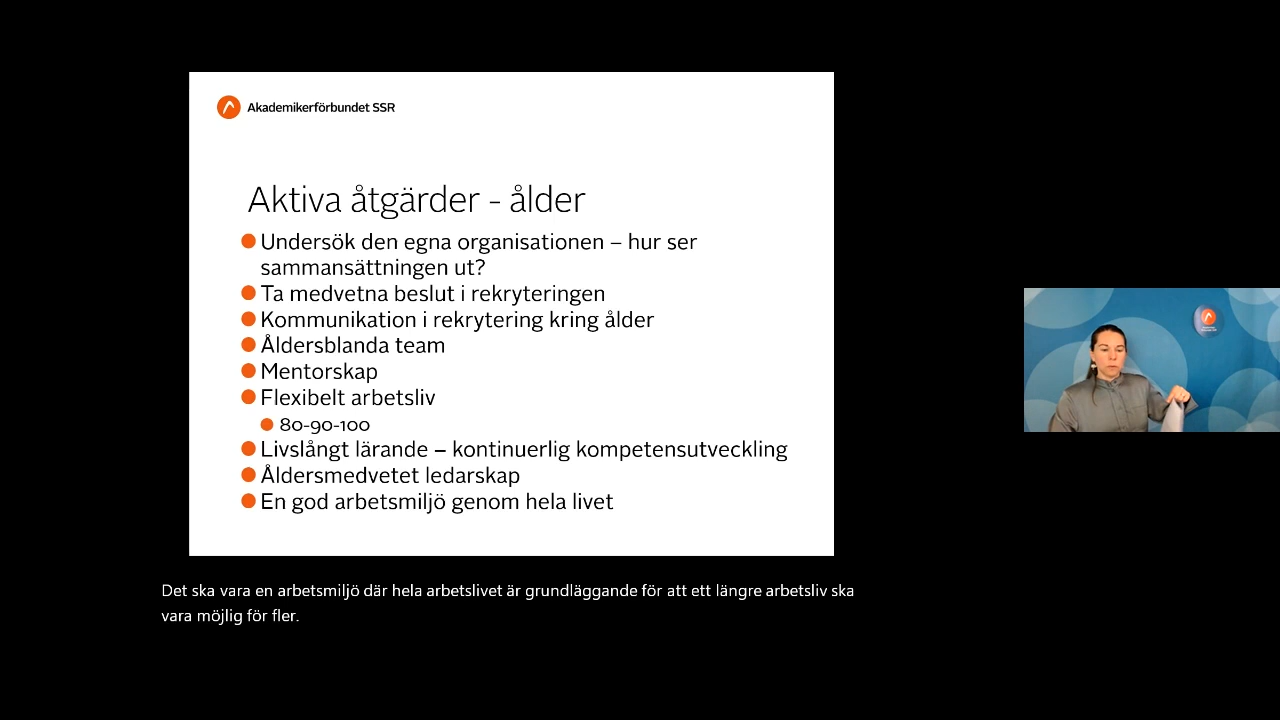 Akademikerförbundet SSR
Aktiva åtgärder - ålder
Undersök den egna organisationen – hur ser
sammansättningen ut?
Ta medvetna beslut i rekryteringen
Kommunikation i rekrytering kring ålder
Åldersblanda team
Mentorskap
Flexibelt arbetsliv
80-90-100
Livslångt lärande – kontinuerlig kompetensutveckling
Åldersmedvetet ledarskap
En god arbetsmiljö genom hela livet
Det ska vara en arbetsmiljö där hela arbetslivet är grundläggande för att ett längre arbetsliv ska
vara möjlig för fler.